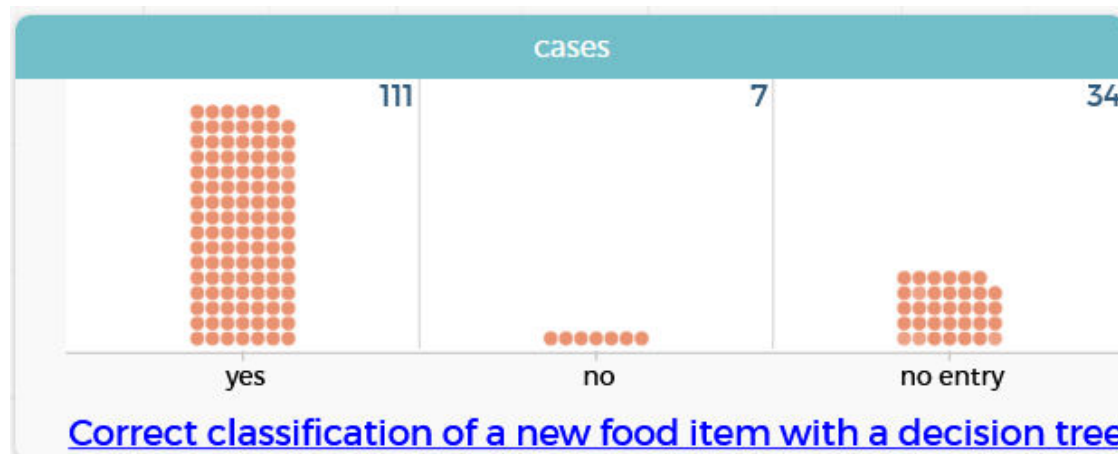 cases
111 7 34
yes no no entry
Correct classification of a new food item with a decision tree